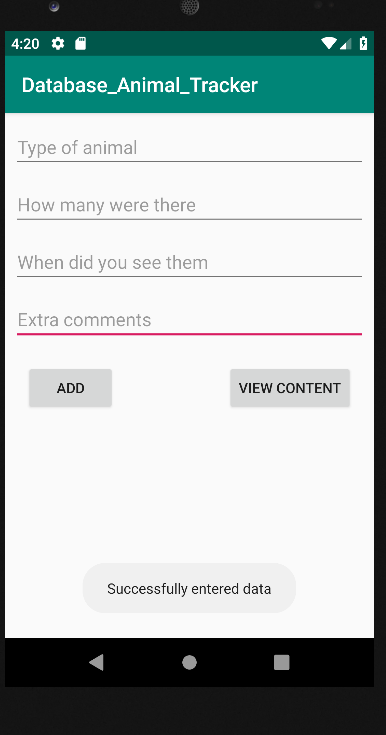 4:20
Database_Animal_Tracker
Type of animal
How many were there
When did you see them
Extra comments
ADD VIEW CONTENT
Successfully entered data